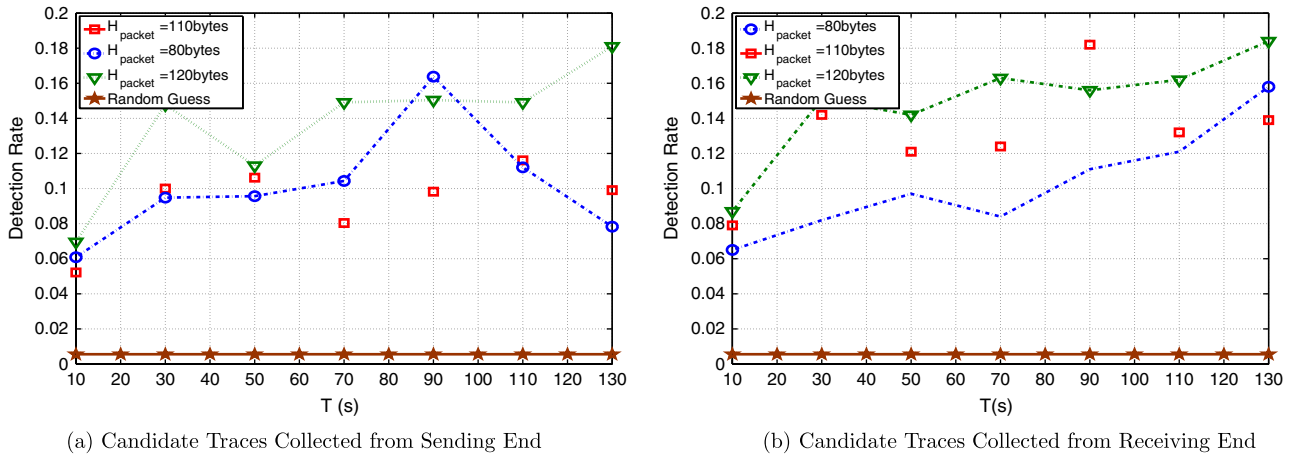 0.2
0.18
0.16
0.14
0.12
0.1
0.08
0.06
0.04
0.02
0
Detection Rate
H packet =110bytes
H packet =80bytes
H packet =120bytes
Random Guess
10 20 30 40 50 60 70 80 90 100 110 120 130
T (s)
(a) Candidate Traces Collected from Sending End
0.2
0.18
0.16
0.14
0.12
0.1
0.08
0.06
0.04
0.02
0
Detection Rate
H packet =80bytes
H packet =110bytes
H packet =120bytes
Random Guess
10 20 30 40 50 60 70 80 90 100 110 120 130
T(s)
(b) Candidate Traces Collected from Receiving End